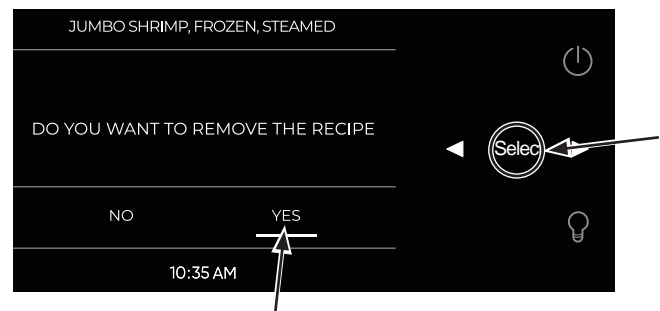 JUMBO SHRIMP, FROZEN, STEAMED
DO YOU WANT TO REMOVE THE RECIPE
Selec
NO YES
10:35 AM